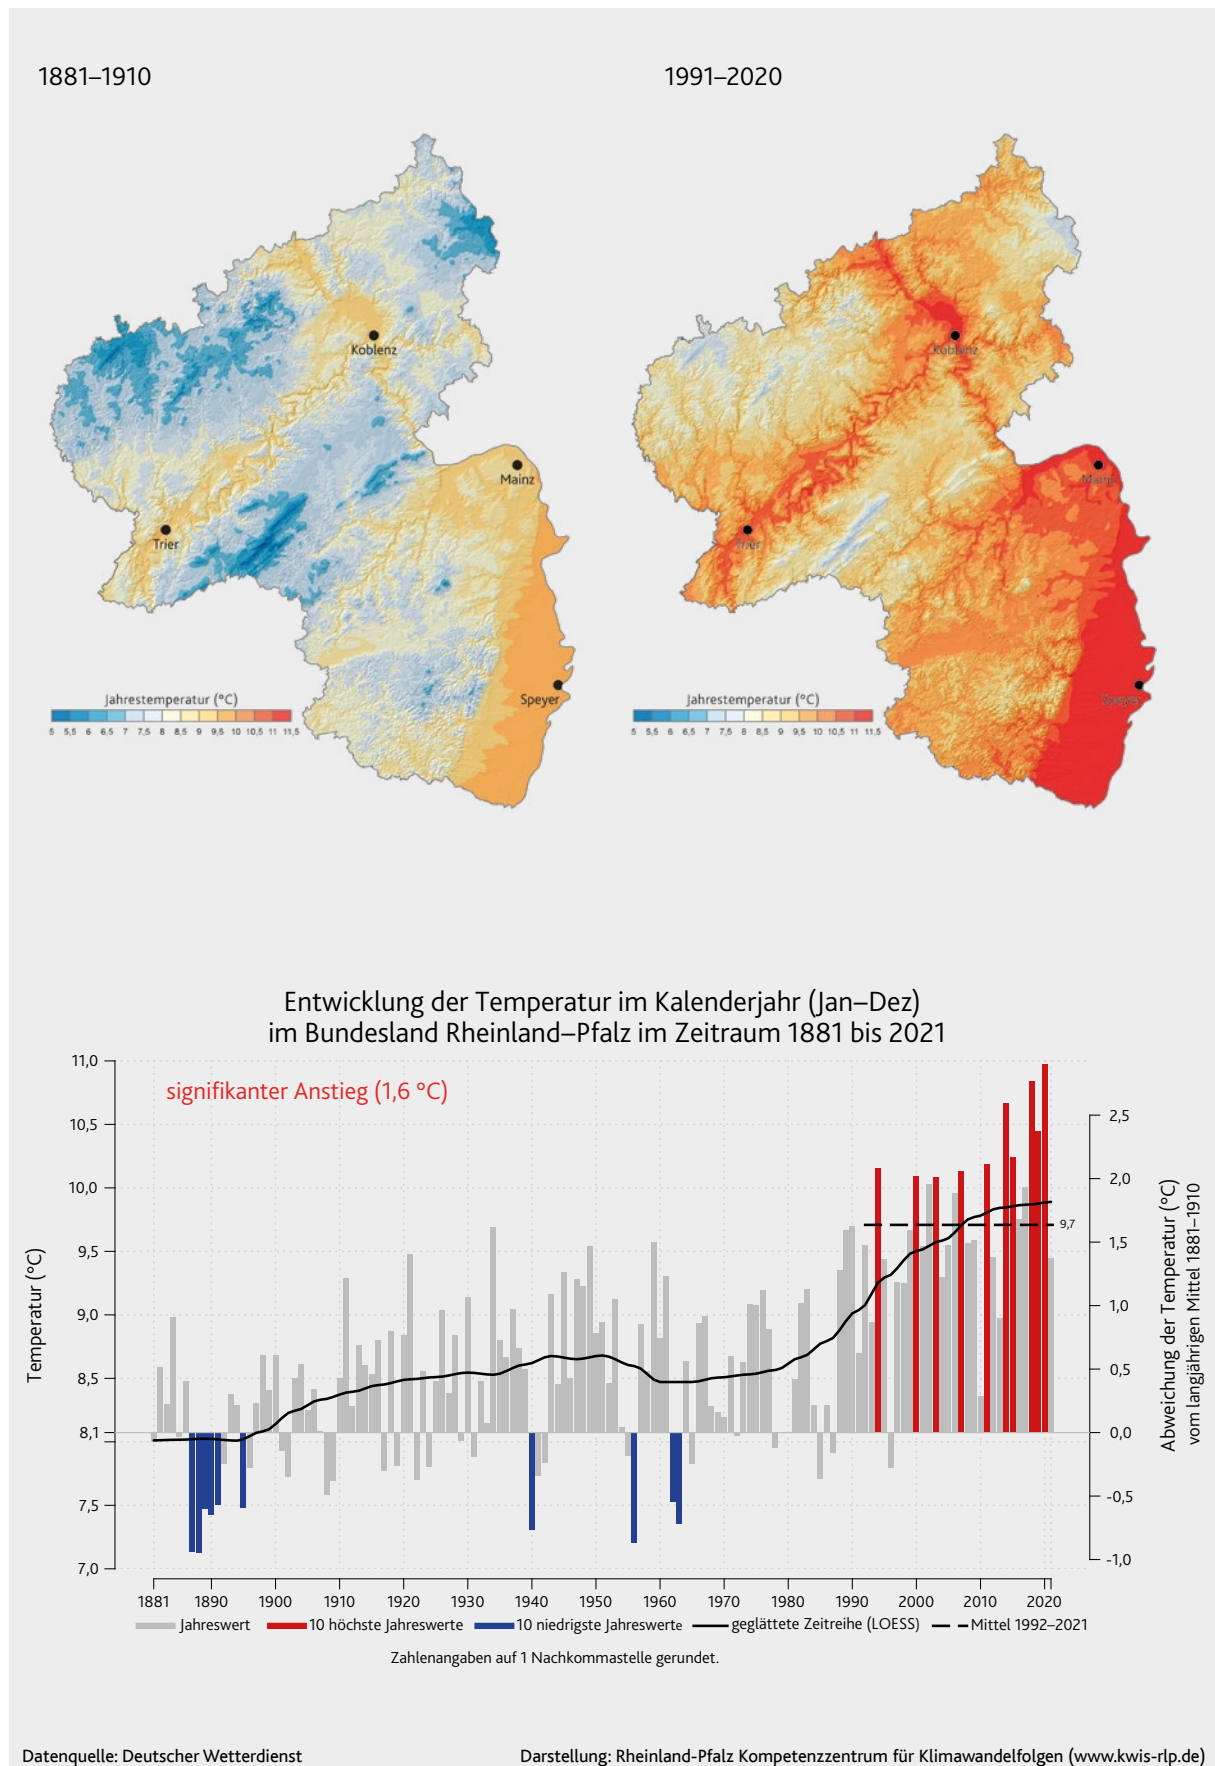 1881–1910
1991–2020
Koblenz
Mainz
Trier
Speyer
Jahrestemperatur (°C)
5 5,5 6 6,5 7 7,5 8 8,5 9 9,5 10 10,5 11 11,5
Koblenz
Mainz
Trier
Speyer
Jahrestemperatur (°C)
5 5,5 6 6,5 7 7,5 8 8,5 9 9,5 10 10,5 11 11,5
Entwicklung der Temperatur im Kalenderjahr (Jan–Dez)
im Bundesland Rheinland–Pfalz im Zeitraum 1881 bis 2021
signifikanter Anstieg (1,6 °C)
Temperatur (°C)
11,0
10,5
10,0
9,5
9,0
8,5
8,1
7,5
7,0
9,7
2,5
2,0
1,5
1,0
0,5
0,0
-0,5
-1,0
Abweichung der Temperatur (°C)
vom langjährigen Mittel 1881–1910
1881 1890 1900 1910 1920 1930 1940 1950 1960 1970 1980 1990 2000 2010 2020
Jahreswert 10 höchste Jahreswerte 10 niedrigste Jahreswerte geglättete Zeitreihe (LOESS) Mittel 1992–2021
Zahlenangaben auf 1 Nachkommastelle gerundet.
Datenquelle: Deutscher Wetterdienst
Darstellung: Rheinland-Pfalz Kompetenzzentrum für Klimawandelfolgen (www.kwis-rlp.de)